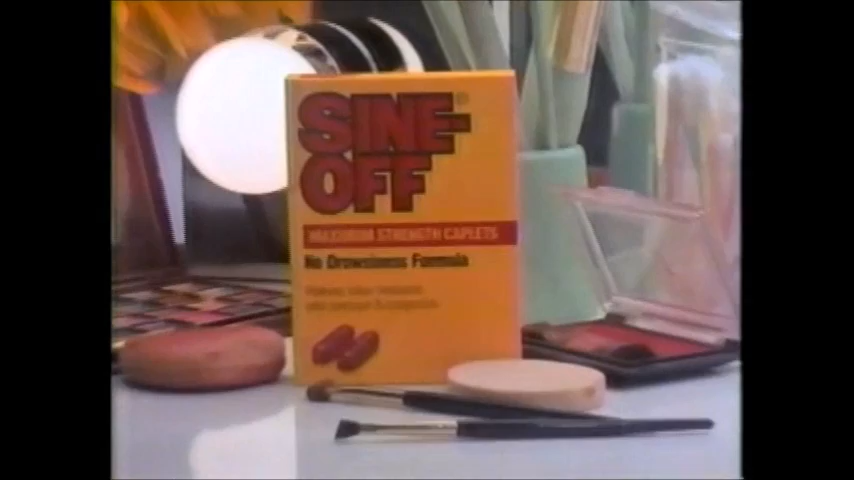 SINE-
OFF®
MAXIMUM STRENGTH CAPLETS
No Drowsiness Formula